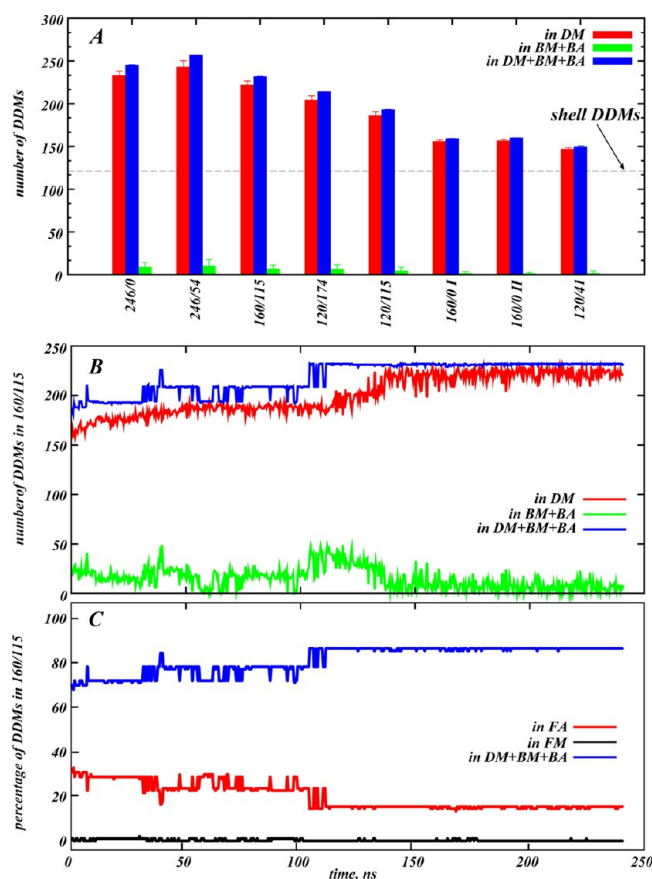 A
in DM
in BM+BA
in DM+BM+BA
shell DDMs
number of DDMs
300
250
200
150
100
50
0
246/0
246/54
160/115
120/174
120/115
160/0 I
160/0 II
120/41
B
number of DDMs in 160/115
250
200
150
100
50
0
in DM
in BM+BA
in DM+BM+BA
C
percentage of DDMs in 160/115
100
80
60
40
20
0
in FA
in FM
in DM+BM+BA
0 50 100 150 200 250
time, ns